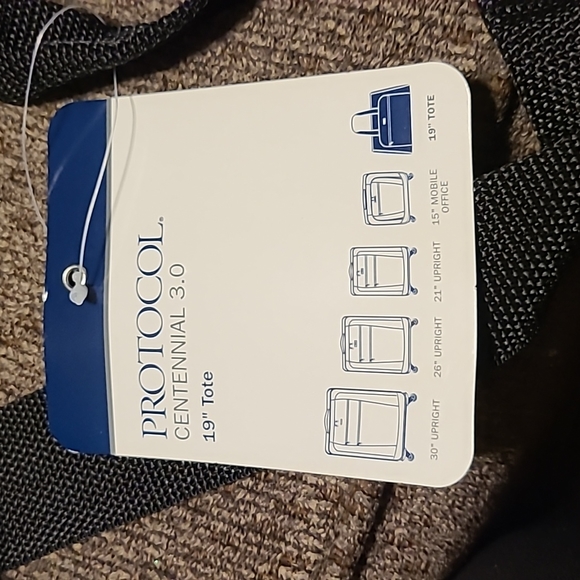 PROTOCOL®
CENTENNIAL 3.0
19" Tote
30" UPRIGHT
26" UPRIGHT
21" UPRIGHT
15" MOBILE
OFFICE
19" TOTE